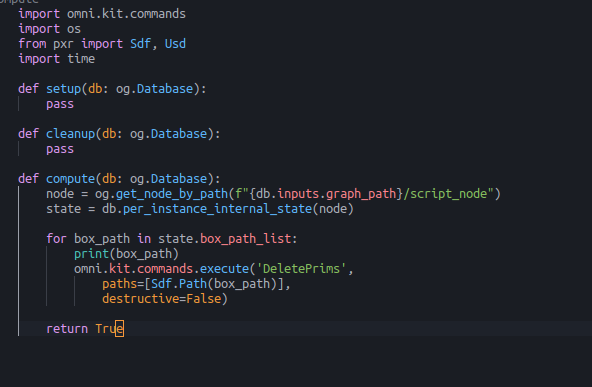 import omni.kit.commands
import os
from pxr import Sdf, Usd
import time
def setup(db: og.Database):
    pass
def cleanup(db: og.Database):
    pass
def compute(db: og.Database):
    node = og.get_node_by_path(f"{db.inputs.graph_path}/script_node")
    state = db.per_instance_internal_state(node)
    for box_path in state.box_path_list:
        print(box_path)
        omni.kit.commands.execute('DeletePrims',
            paths=[Sdf.Path(box_path)],
            destructive=False)
    return True